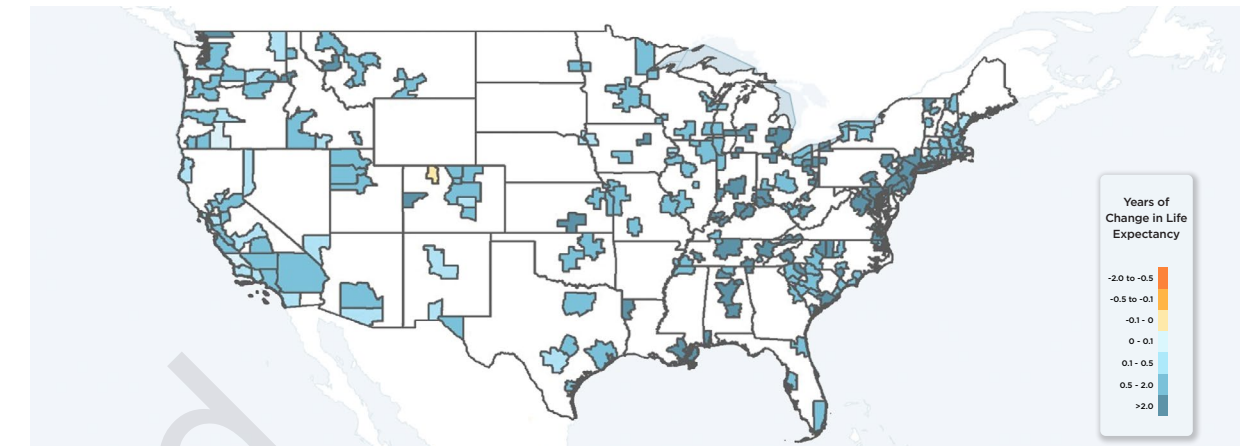 Years of
Change in Life
Expectancy
-2.0 to -0.5
-0.5 to -0.1
-0.1 - 0
0 - 0.1
0.1 - 0.5
0.5 - 2.0
>2.0